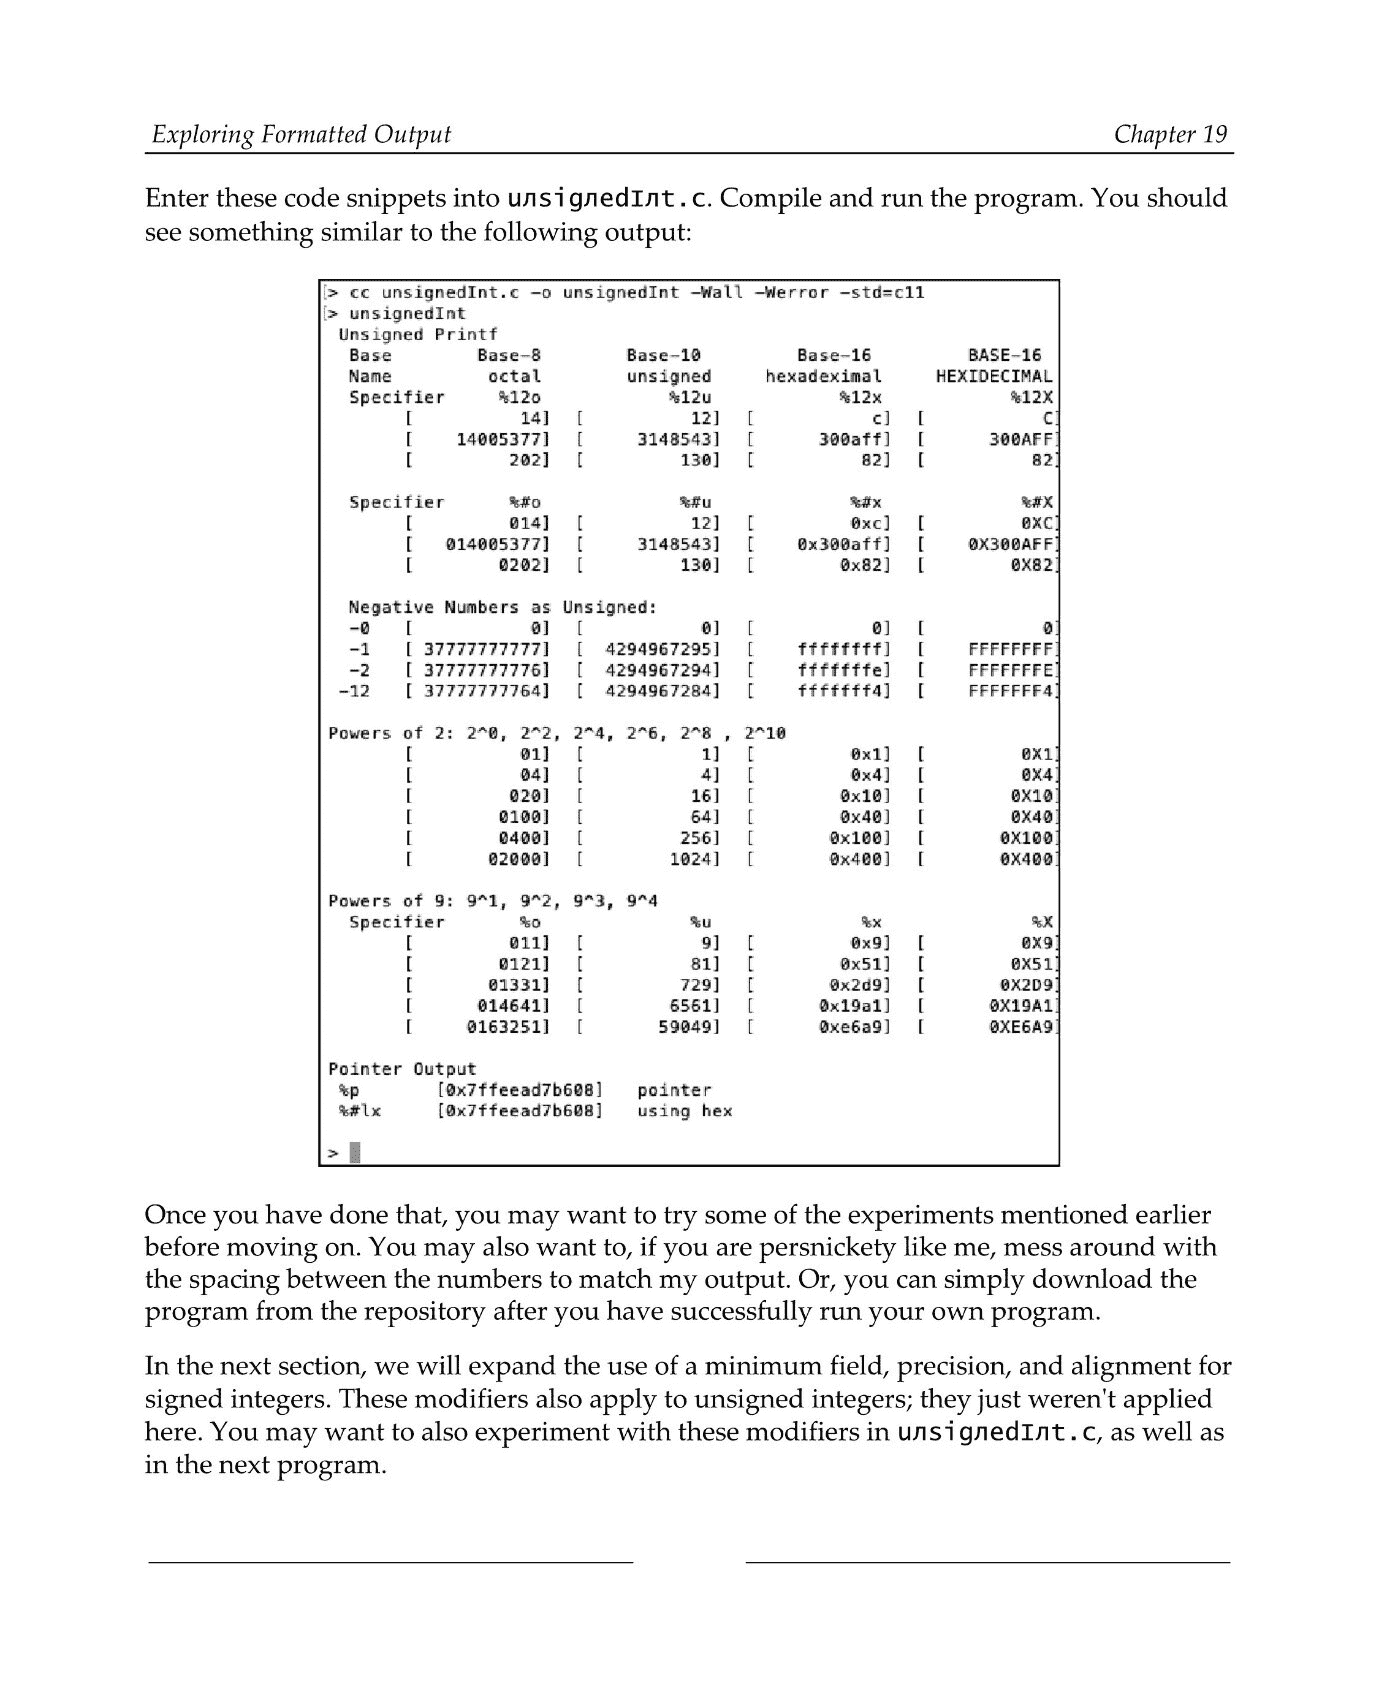 Exploring Formatted Output Chapter 19
Enter these code snippets into unsignedInt.c. Compile and run the program. You should
see something similar to the following output:
[> cc unsignedInt.c -o unsignedInt -Wall -Werror -std=c11
[> unsignedInt
Unsigned Printf
Base Base-8 Base-10 Base-16 BASE-16
Name octal unsigned hexadeximal HEXIDECIMAL
Specifier %12o %12u %12x %12X
[ 14] [ 12] [ c] [ C]
[ 14005377] [ 3148543] [ 300aff] [ 300AFF]
[ 202] [ 130] [ 82] [ 82]
Specifier %#o %#u %#x %#X
[ 014] [ 12] [ 0xc] [ 0XC]
[ 014005377] [ 3148543] [ 0x300aff] [ 0X300AFF]
[ 0202] [ 130] [ 0x82] [ 0X82]
Negative Numbers as Unsigned:
-0 [ 0] [ 0] [ 0] [ 0]
-1 [ 37777777777] [ 4294967295] [ ffffffff] [ FFFFFFFF]
-2 [ 37777777776] [ 4294967294] [ fffffffe] [ FFFFFFFE]
-12 [ 37777777764] [ 4294967284] [ fffffff4] [ FFFFFFF4]
Powers of 2: 2^0, 2^2, 2^4, 2^6, 2^8 , 2^10
[ 01] [ 1] [ 0x1] [ 0X1]
[ 04] [ 4] [ 0x4] [ 0X4]
[ 020] [ 16] [ 0x10] [ 0X10]
[ 0100] [ 64] [ 0x40] [ 0X40]
[ 0400] [ 256] [ 0x100] [ 0X100]
[ 02000] [ 1024] [ 0x400] [ 0X400]
Powers of 9: 9^1, 9^2, 9^3, 9^4
Specifier %o %u %x %X
[ 011] [ 9] [ 0x9] [ 0X9]
[ 0121] [ 81] [ 0x51] [ 0X51]
[ 01331] [ 729] [ 0x2d9] [ 0X2D9]
[ 014641] [ 6561] [ 0x19a1] [ 0X19A1]
[ 0163251] [ 59049] [ 0xe6a9] [ 0XE6A9]
Pointer Output
%p [0x7ffeead7b608] pointer
%#lx [0x7ffeead7b608] using hex
>
Once you have done that, you may want to try some of the experiments mentioned earlier
before moving on. You may also want to, if you are persnickety like me, mess around with
the spacing between the numbers to match my output. Or, you can simply download the
program from the repository after you have successfully run your own program.
In the next section, we will expand the use of a minimum field, precision, and alignment for
signed integers. These modifiers also apply to unsigned integers; they just weren't applied
here. You may want to also experiment with these modifiers in unsignedInt.c, as well as
in the next program.